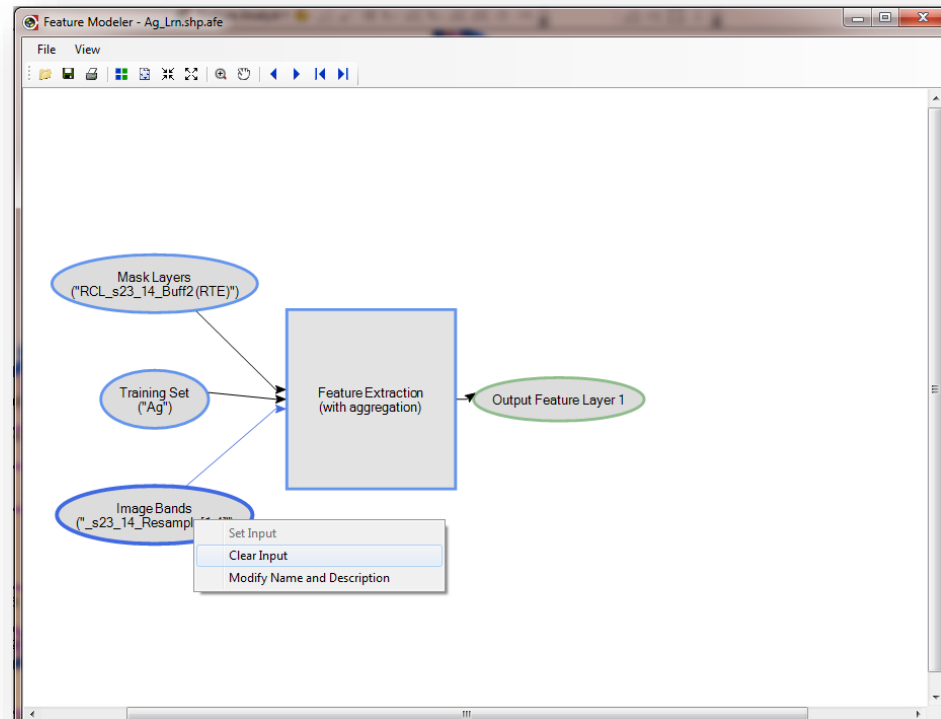 Feature Modeler - Ag_Lrn.shp.afe
File View
Mask Layers
("RCL_s23_14_Buff2 (RTE)")
Training Set
("Ag")
Feature Extraction
(with aggregation)
Output Feature Layer 1
Image Bands
("_s23_14_Resampl
Set Input
Clear Input
Modify Name and Description